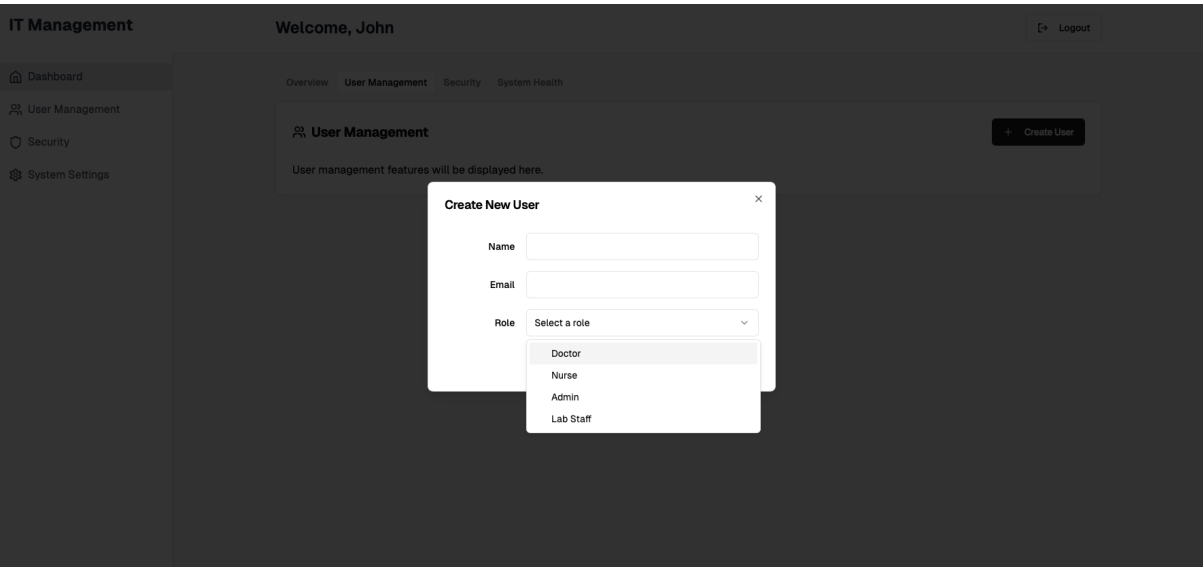 IT Management
Welcome, John
Logout
Dashboard
User Management
Security
System Settings
Overview User Management Security System Health
User Management
+ Create User
User management features will be displayed here.
Create New User
Name
Email
Role Select a role
Doctor
Nurse
Admin
Lab Staff